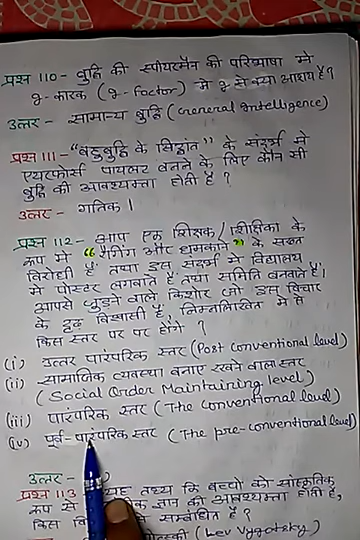 प्रश्न 110 - बुद्धि की स्पीयरमैन की परिभाषा में
g-कारक (g-factor) में g से क्या आशय है?
उत्तर - सामान्य बुद्धि (General Intelligence)
प्रश्न 111 - "बहुबुद्धि के सिद्धांत" के संदर्भ में
एयरफोर्स पायलट बनने के लिए कौन सी
बुद्धि की आवश्यकता होती है?
उत्तर - गतिक।
प्रश्न 112 - आप एक शिक्षक/शिक्षिका के
रूप में "रैगिंग और धमकाने" के सख्त
विरोधी हैं तथा इस संदर्भ में विद्यालय
में पोस्टर लगवाते हैं तथा समिति बनवाते हैं।
आपसे जुड़ने वाले किशोर जो इस विचार
के दृढ़ विश्वासी हैं, निम्नलिखित में से
किस स्तर पर पर होंगे ?
(i) उत्तर पारंपरिक स्तर (Post conventional level)
(ii) सामाजिक व्यवस्था बनाए रखने वाला स्तर
(Social Order Maintaining level)
(iii) पारंपरिक स्तर (The Conventional level)
(iv) पूर्व-पारंपरिक स्तर (The pre-conventional level)
उत्तर -
प्रश्न 113 यह तथ्य कि बच्चों को सांस्कृतिक
रूप से ज्ञान की आवश्यकता होती है,
किस सम्बंधित है ?
(Lev Vygotsky)